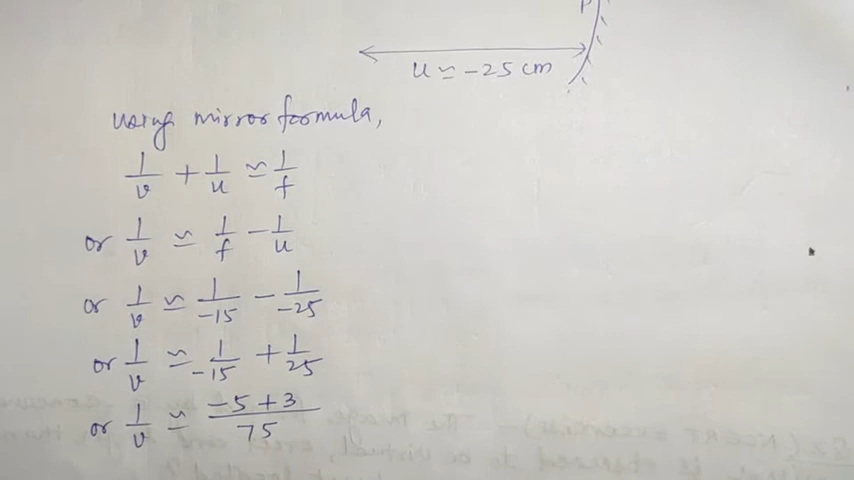 P
u ≃ -25 cm
using mirror formula,
1/v + 1/u ≃ 1/f
or 1/v ≃ 1/f - 1/u
or 1/v ≃ 1/-15 - 1/-25
or 1/v ≃ 1/-15 + 1/25
or 1/v ≃ -5 + 3/75